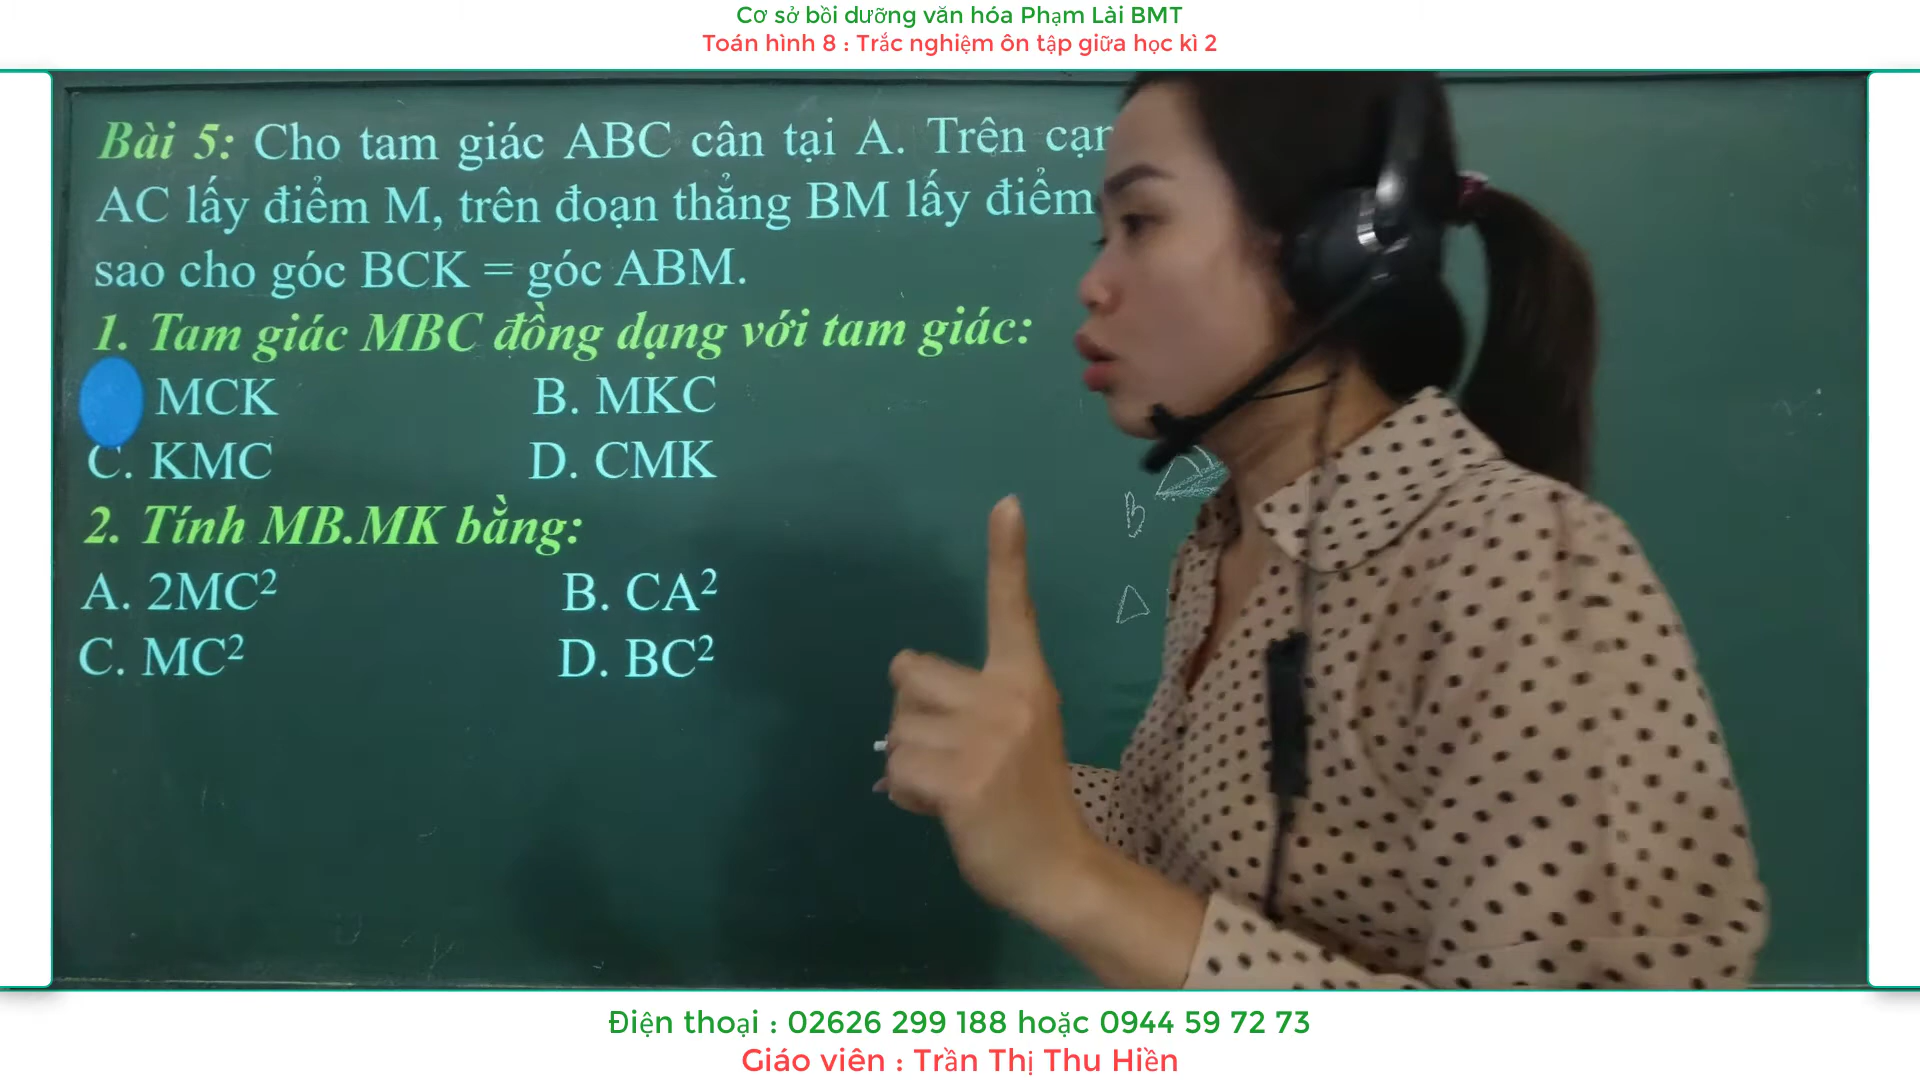 Cơ sở bồi dưỡng văn hóa Phạm Lài BMT
Toán hình 8 : Trắc nghiệm ôn tập giữa học kì 2
Bài 5: Cho tam giác ABC cân tại A. Trên
AC lấy điểm M, trên đoạn thẳng BM lấy điểm
sao cho góc BCK = góc ABM.
1. Tam giác MBC đồng dạng với tam giác:
MCK B. MKC
C. KMC D. CMK
2. Tính MB.MK bằng:
A. 2MC² B. CA²
C. MC² D. BC²
B
Điện thoại : 02626 299 188 hoặc 0944 59 72 73
Giáo viên : Trần Thị Thu Hiền